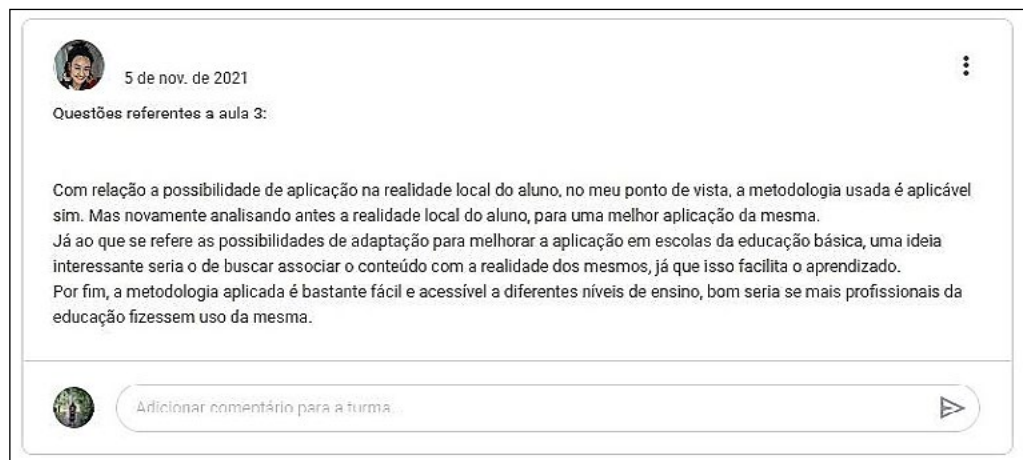 5 de nov. de 2021
Questões referentes a aula 3:
Com relação a possibilidade de aplicação na realidade local do aluno, no meu ponto de vista, a metodologia usada é aplicável
sim. Mas novamente analisando antes a realidade local do aluno, para uma melhor aplicação da mesma.
Já ao que se refere as possibilidades de adaptação para melhorar a aplicação em escolas da educação básica, uma ideia
interessante seria o de buscar associar o conteúdo com a realidade dos mesmos, já que isso facilita o aprendizado.
Por fim, a metodologia aplicada é bastante fácil e acessível a diferentes níveis de ensino, bom seria se mais profissionais da
educação fizessem uso da mesma.
Adicionar comentário para a turma...